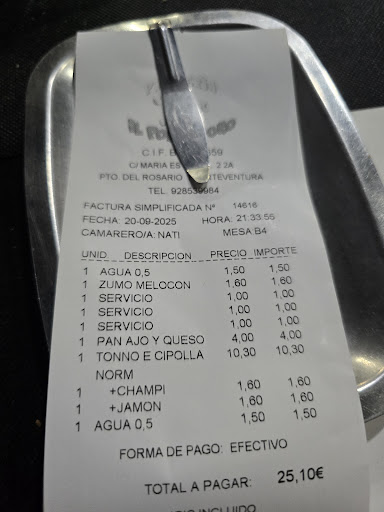 IL
C.I.F.
C/ MARIA 2 2A
PTO. DEL ROSARIO
TEL. 928539984
FACTURA SIMPLIFICADA Nº 14616
FECHA: 20-09-2025 HORA: 21:33:55
CAMARERO/A: NATI MESA B4
UNID. DESCRIPCION PRECIO IMPORTE
1 AGUA 0,5 1,50 1,50
1 ZUMO MELOCON 1,60 1,60
1 SERVICIO 1,00 1,00
1 SERVICIO 1,00 1,00
1 SERVICIO 1,00 1,00
1 PAN AJO Y QUESO 4,00 4,00
1 TONNO E CIPOLLA 10,30 10,30
NORM
1 +CHAMPI 1,60 1,60
1 +JAMON 1,60 1,60
1 AGUA 0,5 1,50 1,50
FORMA DE PAGO: EFECTIVO
TOTAL A PAGAR: 25,10€
INCLUIDO